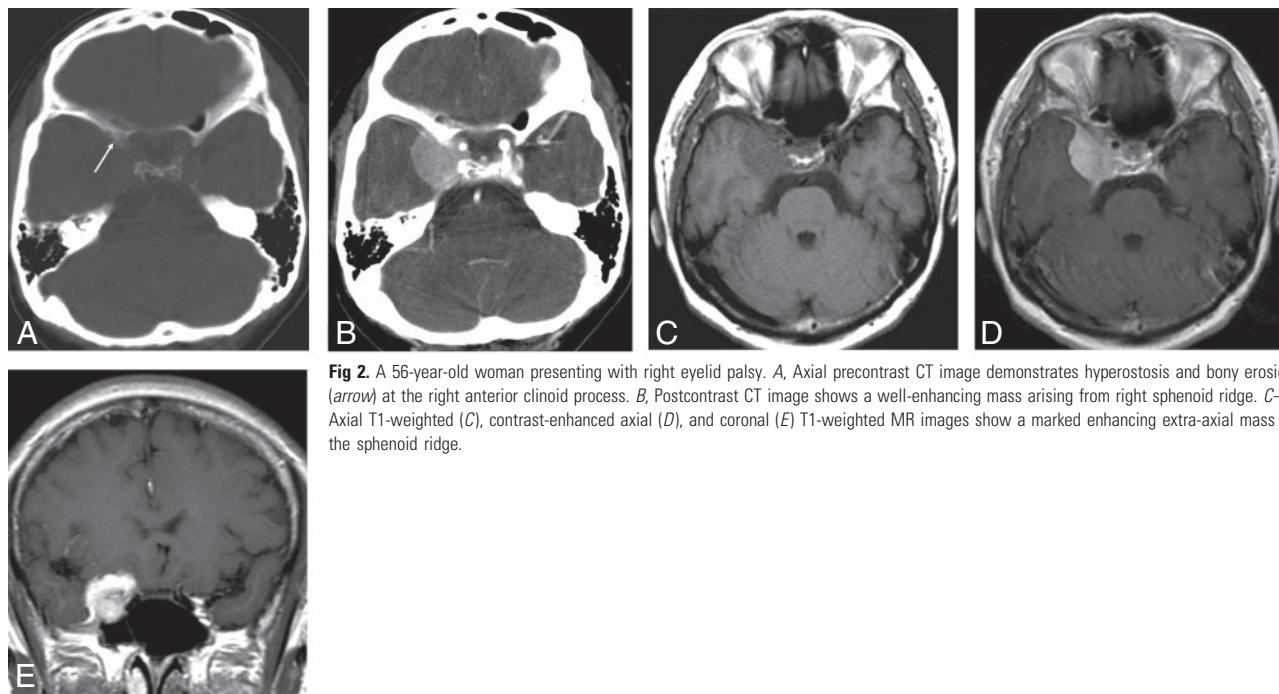 A
B
C
D
Fig 2. A 56-year-old woman presenting with right eyelid palsy. A, Axial precontrast CT image demonstrates hyperostosis and bony erosi
(arrow) at the right anterior clinoid process. B, Postcontrast CT image shows a well-enhancing mass arising from right sphenoid ridge. C–
Axial T1-weighted (C), contrast-enhanced axial (D), and coronal (E) T1-weighted MR images show a marked enhancing extra-axial mass
the sphenoid ridge.
E